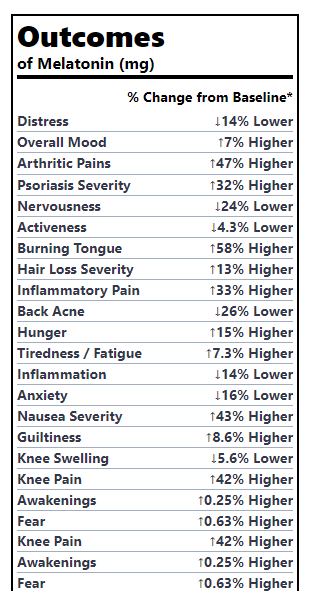 Outcomes
of Melatonin (mg)
% Change from Baseline*
Distress ↓14% Lower
Overall Mood ↑7% Higher
Arthritic Pains ↑47% Higher
Psoriasis Severity ↑32% Higher
Nervousness ↓24% Lower
Activeness ↓4.3% Lower
Burning Tongue ↑58% Higher
Hair Loss Severity ↑13% Higher
Inflammatory Pain ↑33% Higher
Back Acne ↓26% Lower
Hunger ↑15% Higher
Tiredness / Fatigue ↑7.3% Higher
Inflammation ↓14% Lower
Anxiety ↓16% Lower
Nausea Severity ↑43% Higher
Guiltiness ↑8.6% Higher
Knee Swelling ↓5.6% Lower
Knee Pain ↑42% Higher
Awakenings ↑0.25% Higher
Fear ↑0.63% Higher
Knee Pain ↑42% Higher
Awakenings ↑0.25% Higher
Fear ↑0.63% Higher